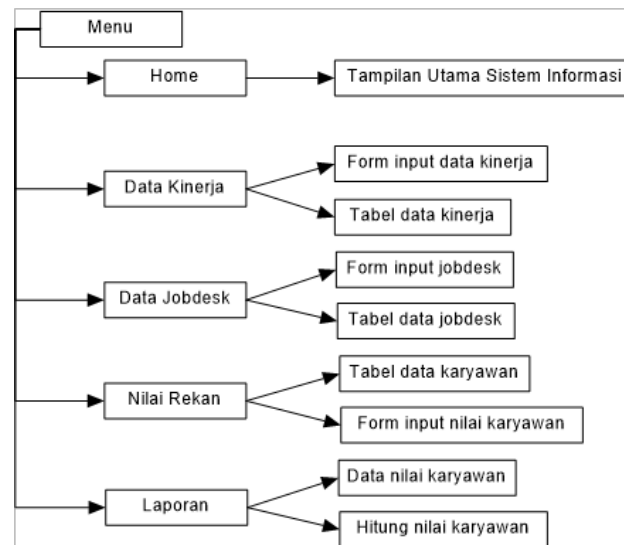 Menu
Home
Tampilan Utama Sistem Informasi
Data Kinerja
Form input data kinerja
Tabel data kinerja
Data Jobdesk
Form input jobdesk
Tabel data jobdesk
Nilai Rekan
Tabel data karyawan
Form input nilai karyawan
Laporan
Data nilai karyawan
Hitung nilai karyawan